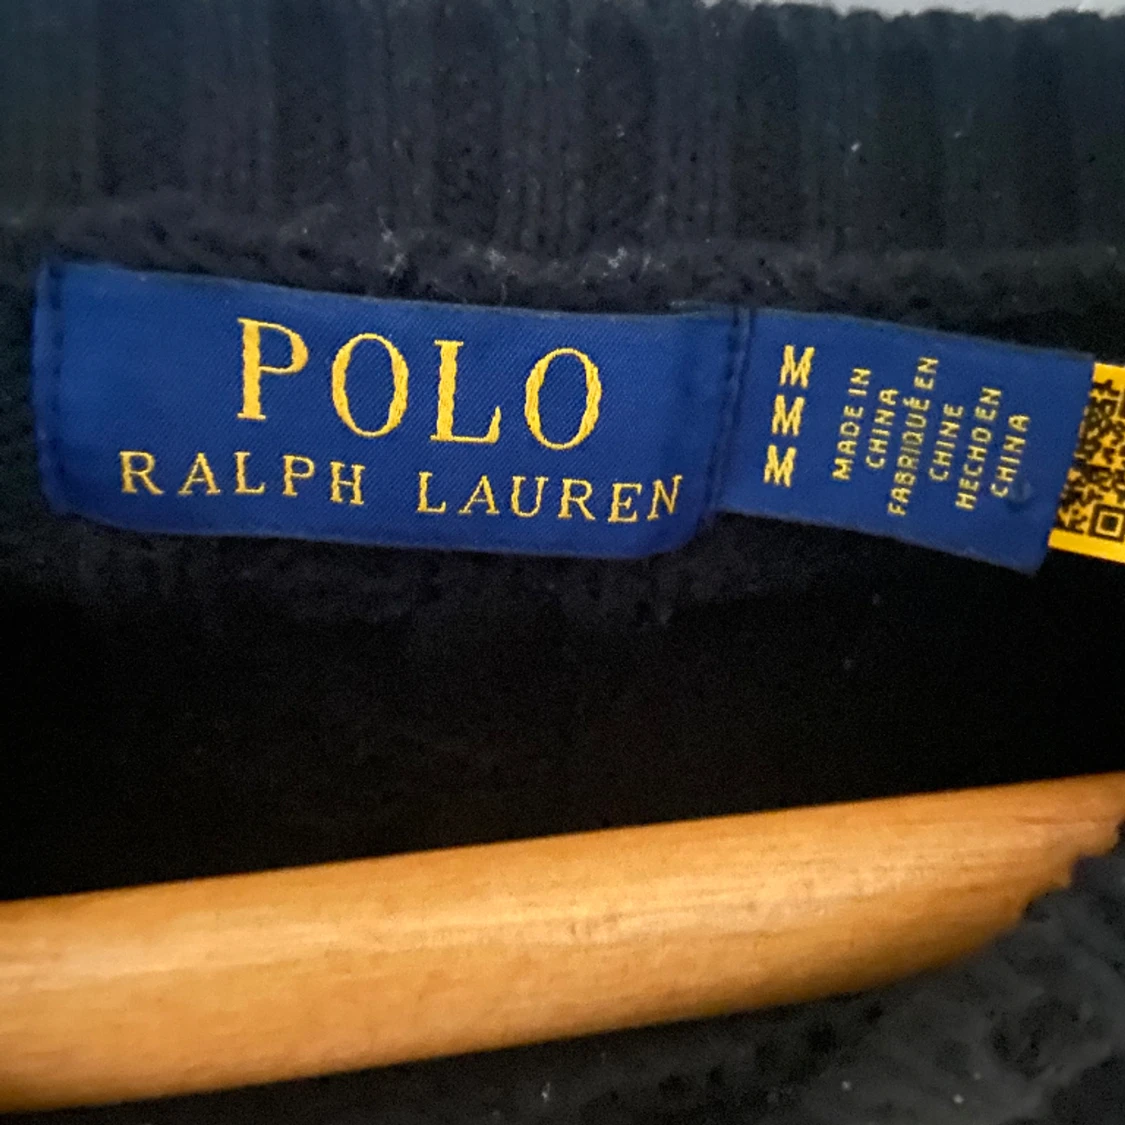 POLO
RALPH LAUREN
M
M
M
MADE IN
CHINA
FABRIQUÉ EN
CHINE
HECHO EN
CHINA